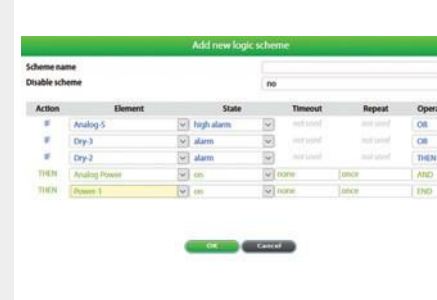 Add new logic scheme
Scheme name
Disable scheme no
Action Element State Timeout Repeat Opera
IF Analog-5 high alarm not used not used OR
IF Dry-3 alarm not used not used OR
IF Dry-2 alarm not used not used THEN
THEN Analog Power on none once AND
THEN Power-1 on none once END
OK Cancel